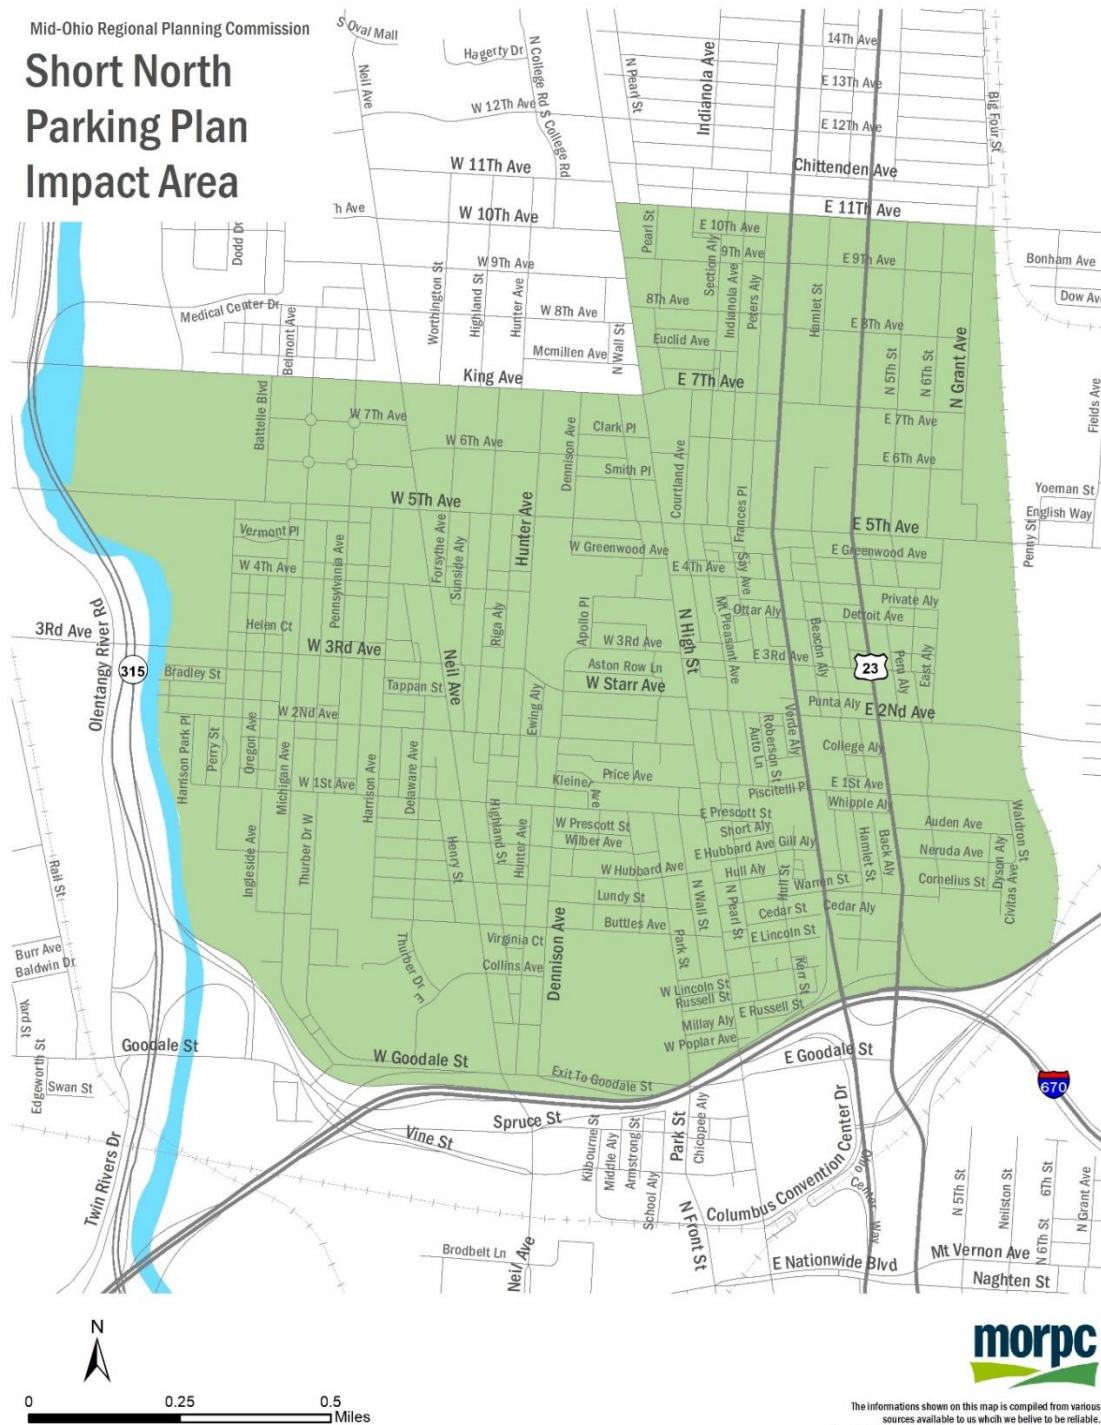 Mid-Ohio Regional Planning Commission
Short North
Parking Plan
Impact Area
S Oval Mall
Hagerty Dr
Neil Ave
N College Rd
S College Rd
N Pearl St
Indianola Ave
14Th Ave
E 13Th Ave
E 12Th Ave
Big Four St
W 12Th Ave
W 11Th Ave
Chittenden Ave
h Ave
W 10Th Ave
E 11Th Ave
Dodd Dr
Pearl St
E 10Th Ave
Section Aly
9Th Ave
E 9Th Ave
Bonham Ave
W 9Th Ave
Worthington St
Highland St
Hunter Ave
Indianola Ave
Peters Aly
Hamlet St
Dow Av
Medical Center Dr
Belmont Ave
W 8Th Ave
8Th Ave
E 8Th Ave
N Wall St
Euclid Ave
Mcmillen Ave
N 5Th St
N 6Th St
N Grant Ave
King Ave
E 7Th Ave
Fields Ave
Battelle Blvd
W 7Th Ave
Dennison Ave
Clark Pl
E 7Th Ave
W 6Th Ave
Smith Pl
Courtland Ave
E 6Th Ave
W 5Th Ave
Frances Pl
Yoeman St
English Way
Hunter Ave
E 5Th Ave
Vermont Pl
Pennsylvania Ave
Forsythe Ave
Sunside Aly
W Greenwood Ave
E Greenwood Ave
Penny St
W 4Th Ave
E 4Th Ave
Say Ave
Private Aly
Olentangy River Rd
3Rd Ave
Helen Ct
W 3Rd Ave
Riga Aly
Apollo Pl
W 3Rd Ave
N High St
Mt Pleasant Ave
Ottar Aly
Detroit Ave
Beacon Aly
E 3Rd Ave
315
Bradley St
Neil Ave
Aston Row Ln
23
Peru Aly
East Aly
Tappan St
W Starr Ave
Punta Aly
E 2Nd Ave
W 2Nd Ave
Ewing Aly
Harrison Park Pl
Perry St
Oregon Ave
Michigan Ave
Roberson St
Auto Ln
Verde Aly
College Aly
W 1St Ave
Harrison Ave
Delaware Ave
Kleiner Ave
Price Ave
Piscitelli Pl
E 1St Ave
Whipple Aly
Highland St
Hunter Ave
W Prescott St
E Prescott St
Short Aly
Auden Ave
Waldron St
Ingleside Ave
Thurber Dr W
Henry St
Wilber Ave
E Hubbard Ave
Gill Aly
Hamlet St
Back Aly
Neruda Ave
Dyson Aly
Rail St
W Hubbard Ave
Hull Aly
Hull St
Warren St
Cornelius St
Civitas Ave
Lundy St
N Wall St
N Pearl St
Cedar St
Cedar Aly
Buttles Ave
E Lincoln St
Burr Ave
Baldwin Dr
Thurber Dr E
Virginia Ct
Dennison Ave
Park St
Collins Ave
Kerr St
W Lincoln St
Russell St
E Russell St
Yard St
Millay Aly
Goodale St
W Goodale St
W Poplar Ave
E Goodale St
Edgeworth St
Swan St
Exit To Goodale St
670
Spruce St
Vine St
Kilbourne St
Middle Aly
Armstrong St
School Aly
Park St
Chicopee Aly
Columbus Convention Center Dr
Ohio Center Way
Twin Rivers Dr
N Front St
N 5Th St
Neilston St
6Th St
N 6Th St
N Grant Ave
Brodbelt Ln
Neil Ave
E Nationwide Blvd
Mt Vernon Ave
Naghten St
N
0
0.25
0.5
Miles
morpc
The informations shown on this map is compiled from various
sources available to us whcih we belive to be reliable.